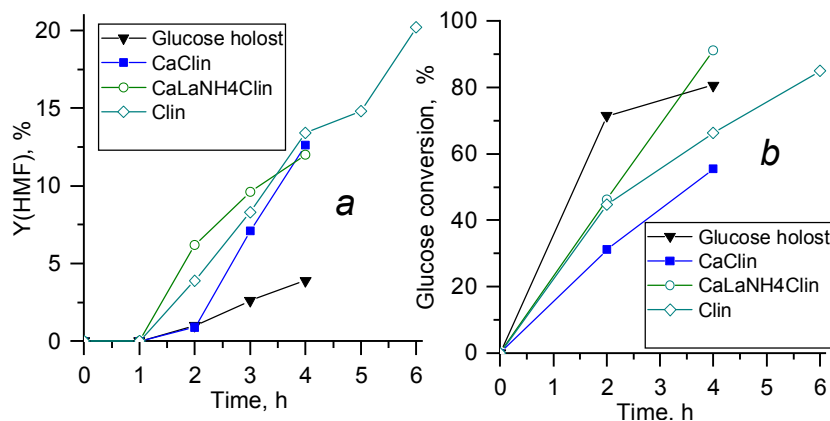 Y(HMF), %
20
15
10
5
0
0 1 2 3 4 5 6
Time, h
Glucose holost
CaClin
CaLaNH4Clin
Clin
a
Glucose conversion, %
100
80
60
40
20
0
0 1 2 3 4 5 6
Time, h
Glucose holost
CaClin
CaLaNH4Clin
Clin
b